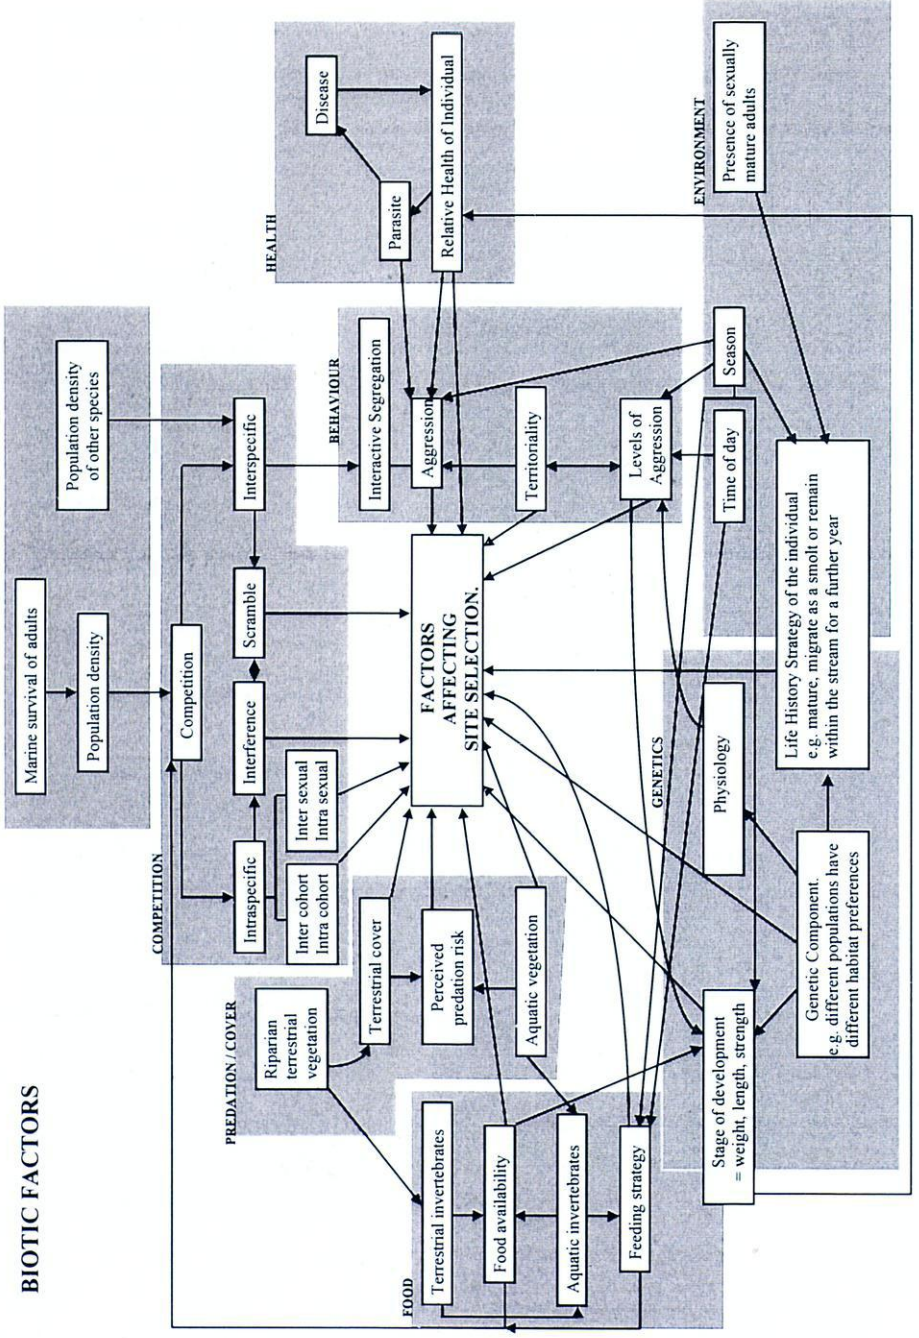 BIOTIC FACTORS
Marine survival of adults
Population density
Population density
of other species
COMPETITION
Competition
Intraspecific
Interference
Scramble
Interspecific
Inter cohort
Intra cohort
Inter sexual
Intra sexual
PREDATION / COVER
Riparian
terrestrial
vegetation
Terrestrial cover
Perceived
predation risk
Aquatic vegetation
FOOD
Terrestrial invertebrates
Food availability
Aquatic invertebrates
Feeding strategy
FACTORS
AFFECTING
SITE SELECTION.
BEHAVIOUR
Interactive Segregation
Aggression
Territoriality
Levels of
Aggression
HEALTH
Disease
Parasite
Relative Health of Individual
GENETICS
Stage of development
= weight, length, strength
Physiology
Genetic Component.
e.g. different populations have
different habitat preferences
Life History Strategy of the individual
e.g. mature, migrate as a smolt or remain
within the stream for a further year
ENVIRONMENT
Time of day
Season
Presence of sexually
mature adults